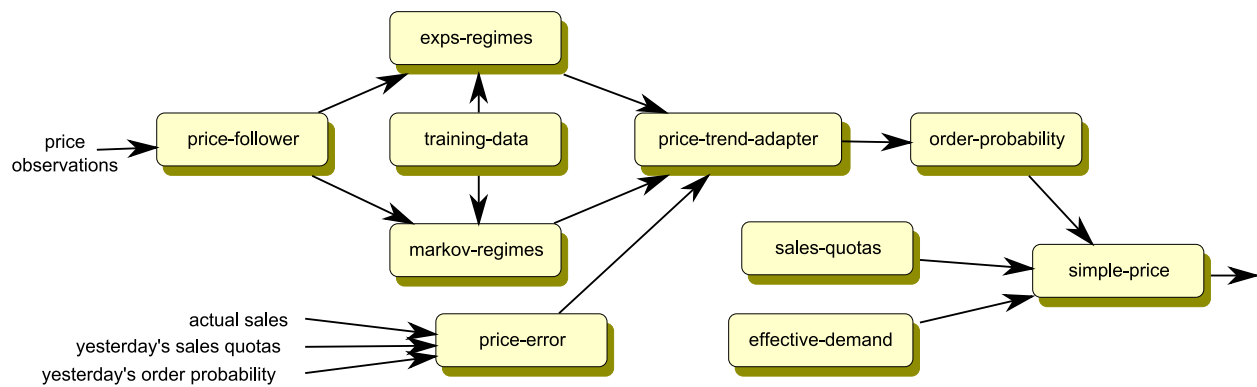 exps-regimes
price
observations
price-follower
training-data
price-trend-adapter
order-probability
markov-regimes
sales-quotas
simple-price
actual sales
yesterday's sales quotas
yesterday's order probability
price-error
effective-demand